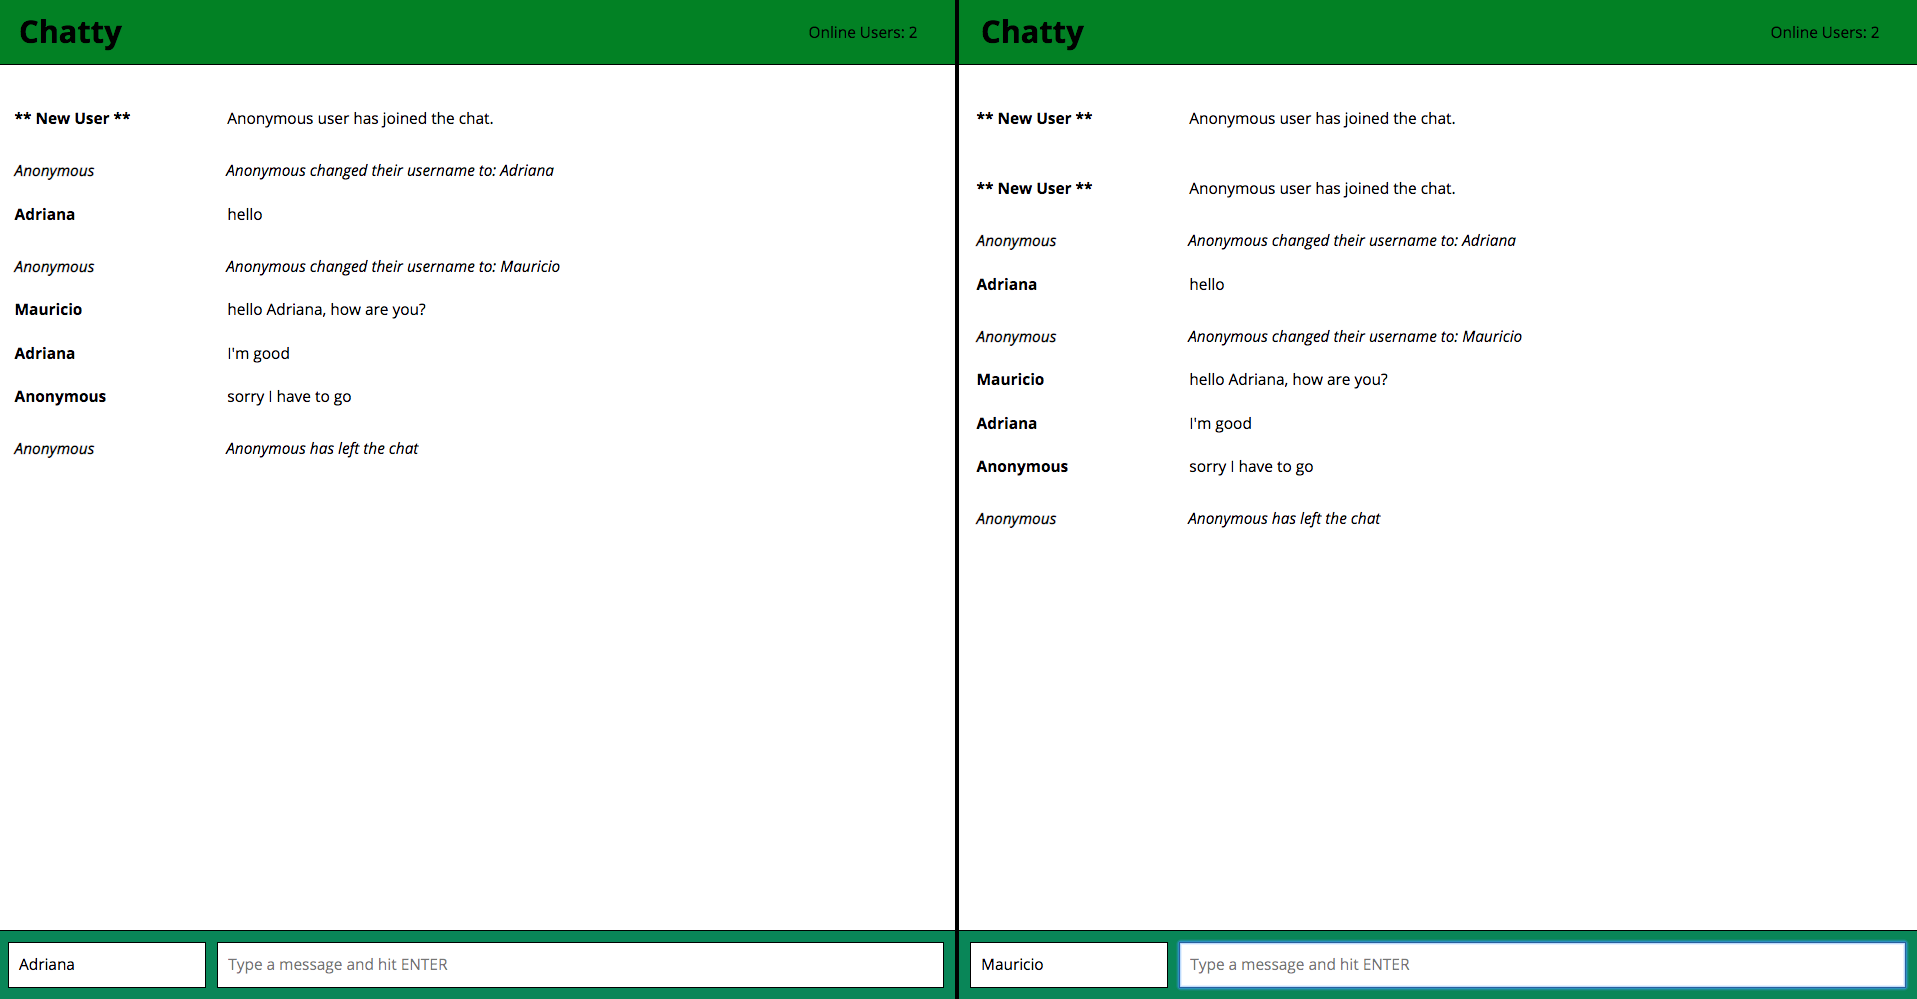 Chatty Online Users: 2
** New User ** Anonymous user has joined the chat.
Anonymous Anonymous changed their username to: Adriana
Adriana hello
Anonymous Anonymous changed their username to: Mauricio
Mauricio hello Adriana, how are you?
Adriana I'm good
Anonymous sorry I have to go
Anonymous Anonymous has left the chat
Adriana Type a message and hit ENTER
Chatty Online Users: 2
** New User ** Anonymous user has joined the chat.
** New User ** Anonymous user has joined the chat.
Anonymous Anonymous changed their username to: Adriana
Adriana hello
Anonymous Anonymous changed their username to: Mauricio
Mauricio hello Adriana, how are you?
Adriana I'm good
Anonymous sorry I have to go
Anonymous Anonymous has left the chat
Mauricio Type a message and hit ENTER